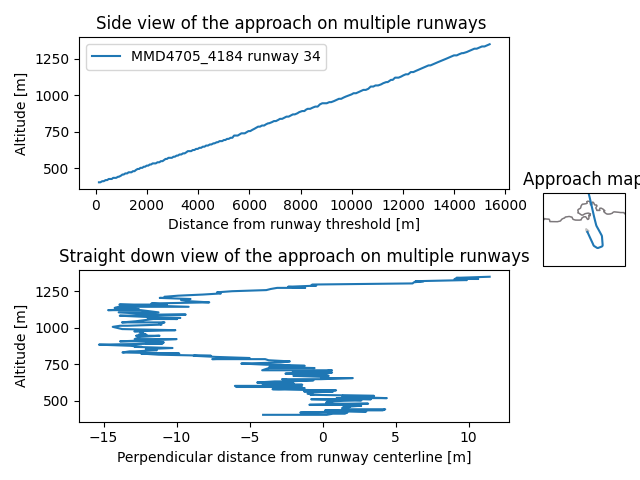 Side view of the approach on multiple runways
MMD4705_4184 runway 34
Altitude [m]
1250
1000
750
500
0 2000 4000 6000 8000 10000 12000 14000 16000
Distance from runway threshold [m]
Approach map
Straight down view of the approach on multiple runways
Altitude [m]
1250
1000
750
500
−15 −10 −5 0 5 10
Perpendicular distance from runway centerline [m]